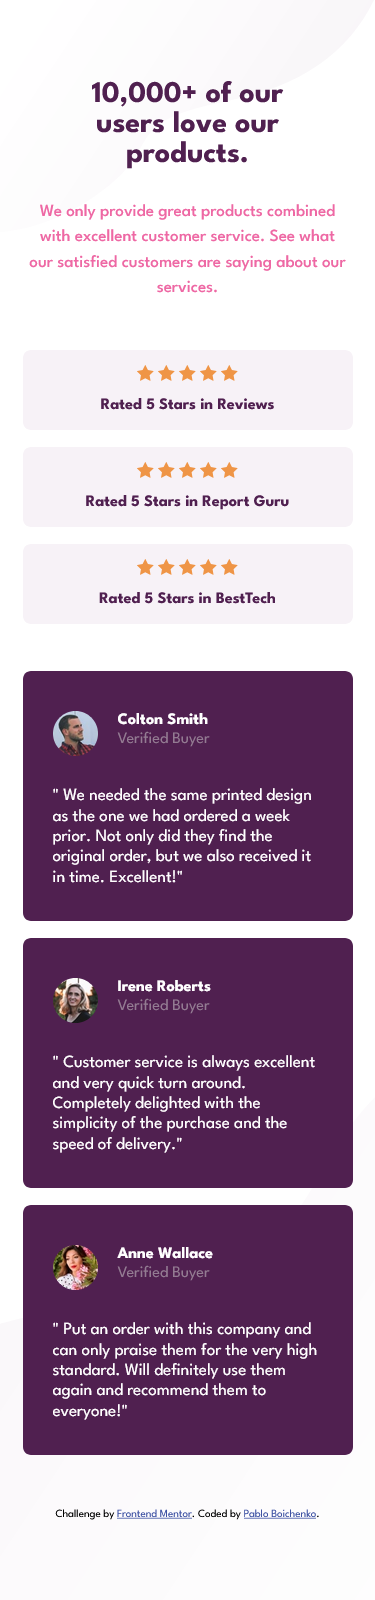 10,000+ of our
users love our
products.
We only provide great products combined
with excellent customer service. See what
our satisfied customers are saying about our
services.
Rated 5 Stars in Reviews
Rated 5 Stars in Report Guru
Rated 5 Stars in BestTech
Colton Smith
Verified Buyer
" We needed the same printed design
as the one we had ordered a week
prior. Not only did they find the
original order, but we also received it
in time. Excellent!"
Irene Roberts
Verified Buyer
" Customer service is always excellent
and very quick turn around.
Completely delighted with the
simplicity of the purchase and the
speed of delivery."
Anne Wallace
Verified Buyer
" Put an order with this company and
can only praise them for the very high
standard. Will definitely use them
again and recommend them to
everyone!"
Challenge by Frontend Mentor. Coded by Pablo Boichenko.